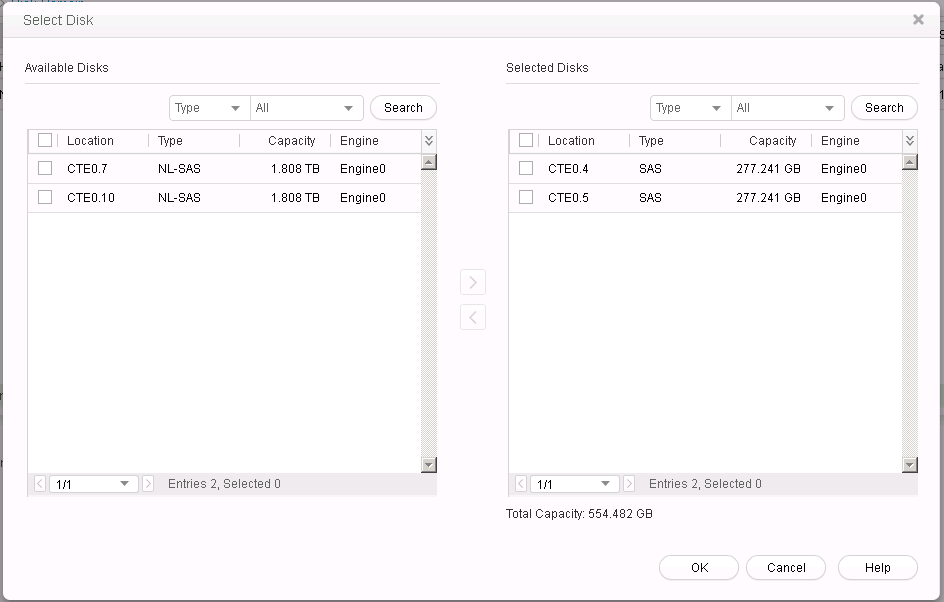 Select Disk
Available Disks
Type All Search
Location Type Capacity Engine
CTE0.7 NL-SAS 1.808 TB Engine0
CTE0.10 NL-SAS 1.808 TB Engine0
1/1 Entries 2, Selected 0
Selected Disks
Type All Search
Location Type Capacity Engine
CTE0.4 SAS 277.241 GB Engine0
CTE0.5 SAS 277.241 GB Engine0
1/1 Entries 2, Selected 0
Total Capacity: 554.482 GB
OK Cancel Help